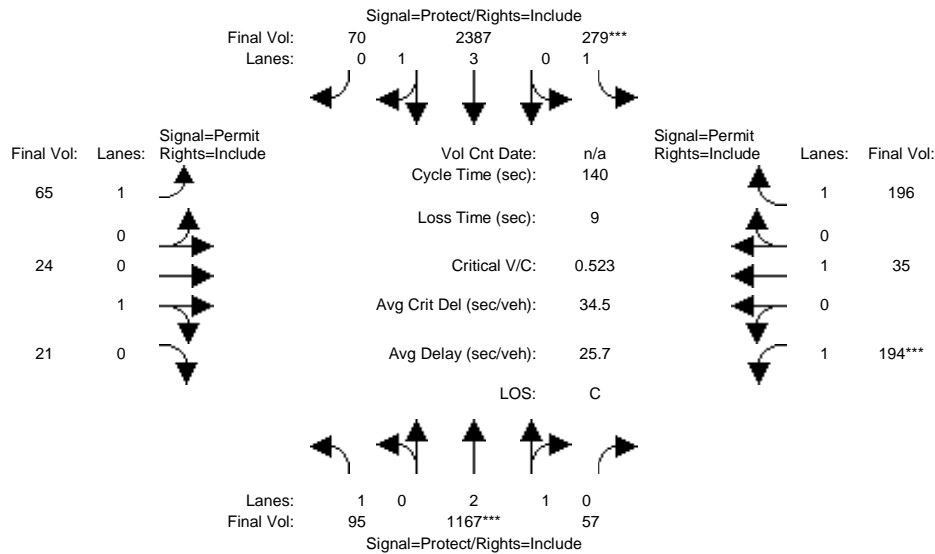 Signal=Protect/Rights=Include
Final Vol: 70 2387 279***
Lanes: 0 1 3 0 1
Signal=Permit Signal=Permit
Final Vol: Lanes: Rights=Include Vol Cnt Date: n/a Rights=Include Lanes: Final Vol:
Cycle Time (sec): 140
65 1 1 196
Loss Time (sec): 9
0 0
24 0 Critical V/C: 0.523 1 35
1 Avg Crit Del (sec/veh): 34.5 0
21 0 Avg Delay (sec/veh): 25.7 1 194***
LOS: C
Lanes: 1 0 2 1 0
Final Vol: 95 1167*** 57
Signal=Protect/Rights=Include